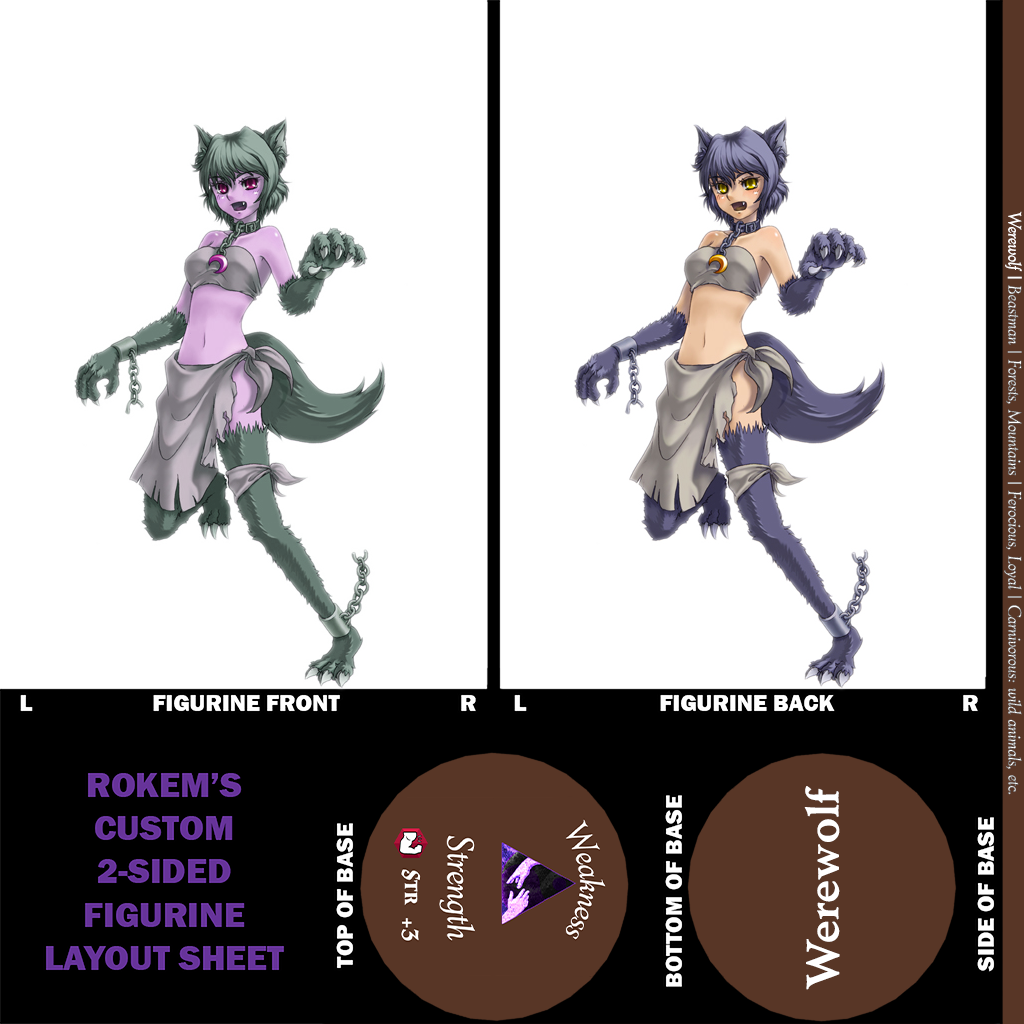 L FIGURINE FRONT R
L FIGURINE BACK R
Werewolf | Beastman | Forests, Mountains | Ferocious, Loyal | Carnivorous: wild animals, etc.
ROKEM'S
CUSTOM
2-SIDED
FIGURINE
LAYOUT SHEET
TOP OF BASE
Weakness
Strength
STR +3
BOTTOM OF BASE
Werewolf
SIDE OF BASE